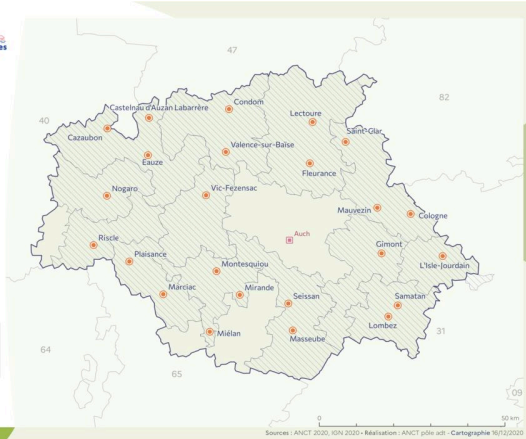 es
47
82
40
Castelnau d'Auzan Labarrère
Condom
Lectoure
Cazaubon
Saint-Clar
Valence-sur-Baïse
Eauze
Fleurance
Nogaro
Vic-Fezensac
Mauvezin
Cologne
Auch
Riscle
Gimont
Plaisance
L'Isle-Jourdain
Montesquiou
Marciac
Mirande
Seissan
Samatan
Lombez
Miélan
Masseube
31
64
65
09
0
50 km
Sources : ANCT 2020, IGN 2020 • Réalisation : ANCT pôle adt - Cartographie 16/12/2020